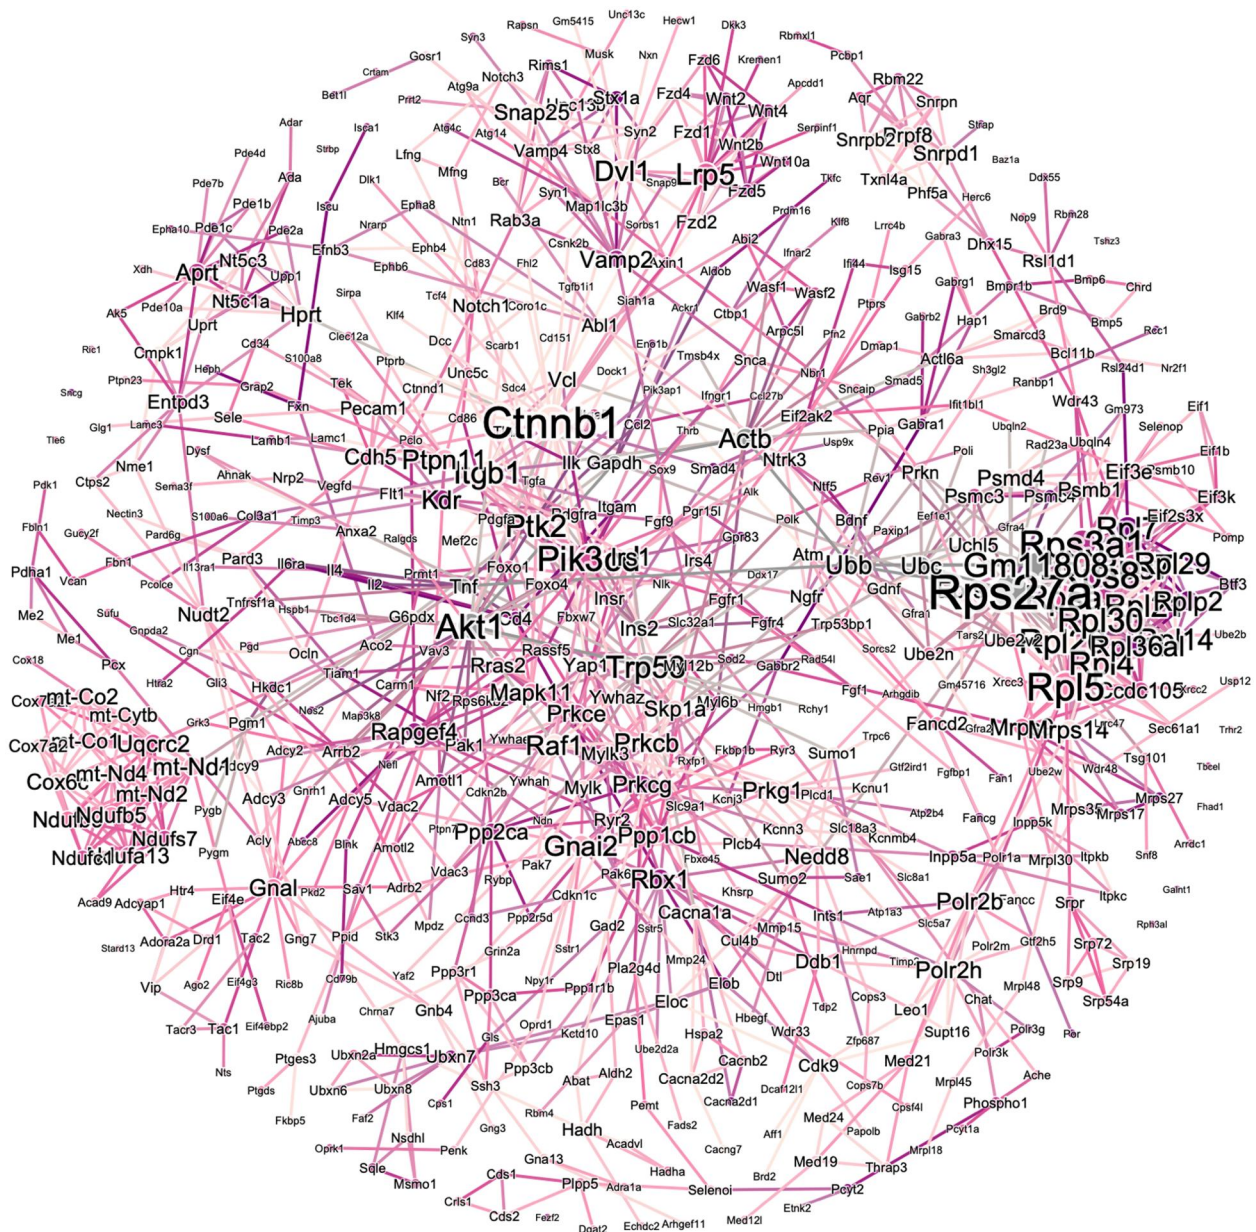 Unc13c
Rapsn
Gm5415
Hecw1
Dkk3
Rbmxl1
Syn3
Musk
Nxn
Kremen1
Pcbp1
Gosr1
Rims1
Fzd6
Crtam
Notch3
Apcdd1
Rbm22
Bet1l
Atg9a
Stx1a
Fzd4
Wnt2
Aqr
Snrpn
Prrt2
Snap25
Wnt4
Adar
Isca1
Atg4c
Atg14
Syn2
Fzd1
Serpinf1
Snrpb2
Prpf8
Strap
Strbp
Lfng
Vamp4
Stx8
Wnt2b
Snrpd1
Baz1a
Pde4d
Mfng
Dvl1
Lrp5
Wnt10a
Ada
Dlk1
Bcr
Syn1
Fzd5
Tkfc
Txnl4a
Phf5a
Ddx55
Pde7b
Pde1b
Iscu
Epha8
Map1lc3b
Herc6
Nop9
Rbm28
Epha10
Pde1c
Pde2a
Nrarp
Ntn1
Rab3a
Sorbs1
Fzd2
Prdm16
Klf8
Lrrc4b
Gabra3
Tshz3
Efnb3
Ephb4
Csnk2b
Abi2
Ifnar2
Dhx15
Rsl1d1
Xdh
Aprt
Nt5c3
Upp1
Ephb6
Cd83
Fhl2
Vamp2
Axin1
Aldob
Ifi44
Isg15
Gabrg1
Bmpr1b
Bmp6
Chrd
Pde10a
Nt5c1a
Sirpa
Tcf4
Notch1
Coro1c
Tgfb1i1
Siah1a
Ackr1
Wasf1
Wasf2
Ptprs
Ak5
Uprt
Hprt
Klf4
Abl1
Ctbp1
Arpc5l
Gabrb2
Hap1
Brd9
Bmp5
Rcc1
Ric1
Cmpk1
Cd34
Clec12a
Dcc
Scarb1
Cd151
Eno1b
Snca
Pfn2
Dmap1
Smarcd3
Hepb
S100a8
Ptprb
Unc5c
Dock1
Tmsb4x
Nbr1
Actl6a
Bcl11b
Sncg
Ptpn23
Grap2
Tek
Ctnnd1
Sdc4
Vcl
Pik3ap1
Ifngr1
Ccl27b
Sncaip
Smad5
Sh3gl2
Ranbp1
Rsl24d1
Nr2f1
Entpd3
Fxn
Pecam1
Cd86
Ctnnb1
Ccl2
Thrb
Eif2ak2
Ifit1bl1
Wdr43
Gm973
Eif1
Tle6
Glg1
Lamc3
Sele
Lamb1
Lamc1
Pclo
Actb
Usp9x
Ppia
Gabra1
Ubqln2
Rad23a
Ubqln4
Selenop
Nme1
Dysf
Cdh5
Ptpn11
Ilk
Gapdh
Sox9
Smad4
Ntrk3
Poli
Eif1b
Ctps2
Sema3f
Ahnak
Nrp2
Vegfd
Flt1
Itgb1
Tgfa
Alk
Ntf5
Rev1
Prkn
Psmd4
Eif3e
Psmb10
Pdk1
S100a6
Col3a1
Kdr
Pdgfa
Pdgfra
Itgam
Pgr15l
Psmc3
Psmb1
Eif3k
Fbln1
Nectin3
Timp3
Anxa2
Ptk2
Fgf9
Polk
Bdnf
Paxip1
Eef1e1
Gfra4
Rpl7
Eif2s3x
Gucy2f
Pard6g
Ralgds
Mef2c
Gpr83
Uchl5
Rps3a1
Pomp
Pdha1
Fbn1
Pcolce
Il13ra1
Pard3
Il6ra
Il4
Prmt1
Foxo1
Pik3cd
Irs1
Irs4
Atm
Ubb
Ubc
Gm11808
Rpl29
Vcan
Il2
Tnf
Foxo4
Nlk
Ddx17
Ngfr
Gdnf
Rps27a
Btf3
Me2
Sufu
Nudt2
Tnfrsf1a
Hspb1
Insr
Fgfr1
Gfra1
Rpl30
Rplp2
Me1
Gnpda2
Tbc1d4
G6pdx
Akt1
Cd4
Fbxw7
Ins2
Slc32a1
Fgfr4
Trp53bp1
Tars2
Ube2v2
Rpl36al
Ube2b
Cox18
Pcx
Cgn
Pgd
Ocln
Aco2
Vav3
Rassf5
Sod2
Rad54l
Sorcs2
Ube2n
Rpl4
Htra2
Gli3
Hkdc1
Tiam1
Carm1
Rras2
Yap1
Trp53
Myl12b
Gabbr2
Gm45716
Xrcc3
Usp12
Cox7a2
mt-Co2
Nos2
Nf2
Mapk11
Ywhaz
Myl6b
Fgf1
Arhgdib
Rpl5
Ccdc105
Xrcc2
mt-Cytb
Grk3
Pgm1
Map3k8
Rps6kb2
Prkce
Skp1a
Hmgb1
Rchy1
Fancd2
Gfra2
Mrps14
Lrrc47
Sec61a1
Trhr2
mt-Co1
Uqcrc2
Adcy2
Arrb2
Rapgef4
Pak1
Ywhae
Raf1
Prkcb
Fkbp1b
Ryr3
Sumo1
Trpc6
Tsg101
Cox6c
mt-Nd4
mt-Nd1
Adcy9
Nefl
Mylk3
Rxfp1
Gtf2ird1
Fgfbp1
Fan1
Ube2w
Wdr48
Tbcel
mt-Nd2
Gnrh1
Amotl1
Cdkn2b
Ywhah
Mylk
Prkcg
Kcnj3
Prkg1
Plcd1
Kcnu1
Mrps27
Ndufb5
Pygb
Adcy3
Adcy5
Vdac2
Slc9a1
Atp2b4
Fancg
Mrps35
Mrps17
Fhad1
Ndufs7
Acly
Abcc8
Blnk
Ptpn7
Ppp2ca
Ndn
Ryr2
Kcnn3
Slc18a3
Kcnmb4
Inpp5k
Arrdc1
Ndufc1
Ndufa13
Pygm
Amotl2
Gnai2
Ppp1cb
Plcb4
Nedd8
Inpp5a
Polr1a
Mrpl30
Itpkb
Snf8
Acad9
Htr4
Gnal
Pkd2
Sav1
Adrb2
Vdac3
Rybp
Pak7
Pak6
Rbx1
Fbxo45
Khsrp
Sumo2
Sae1
Slc8a1
Itpkc
Galnt1
Adcyap1
Eif4e
Mpdz
Ccnd3
Ppp2r5d
Cdkn1c
Cacna1a
Ints1
Atp1a3
Polr2b
Fancc
Srpr
Rph3al
Stard13
Adora2a
Drd1
Tac2
Gng7
Ppid
Stk3
Grin2a
Sstr1
Gad2
Sstr5
Cul4b
Mmp15
Hnrnpd
Slc5a7
Polr2m
Gtf2h5
Srp72
Vip
Ago2
Eif4g3
Ric8b
Cd79b
Yaf2
Ppp3r1
Npy1r
Pla2g4d
Mmp24
Dtl
Ddb1
Polr2h
Srp19
Tacr3
Tac1
Eif4ebp2
Ajuba
Chrna7
Gnb4
Ppp3ca
Ppp1r1b
Eloc
Elob
Tdp2
Cops3
Chat
Mrpl48
Srp9
Srp54a
Oprd1
Epas1
Hbegf
Leo1
Nts
Ptges3
Ubxn2a
Hmgcs1
Ubxn7
Gls
Kctd10
Hspa2
Wdr33
Zfp687
Supt16
Polr3g
Ptgds
Ubxn6
Ubxn8
Ssh3
Ppp3cb
Abat
Aldh2
Ube2d2a
Cacnb2
Cdk9
Med21
Polr3k
Fkbp5
Faf2
Cps1
Rbm4
Pemt
Cacna2d2
Cacna2d1
Dcaf12l1
Cops7b
Mrpl45
Ache
Oprk1
Nsdhl
Penk
Gng3
Hadh
Acadvl
Fads2
Cacng7
Aff1
Med24
Papolb
Cpsf4l
Phospho1
Pcyt1a
Sqle
Msmo1
Cds1
Gna13
Hadha
Brd2
Med19
Thrap3
Mrpl18
Crls1
Cds2
Fezf2
Plpp5
Adra1a
Selenoi
Pcyt2
Etnk2
Dgat2
Echdc2
Arhgef11
Med12l